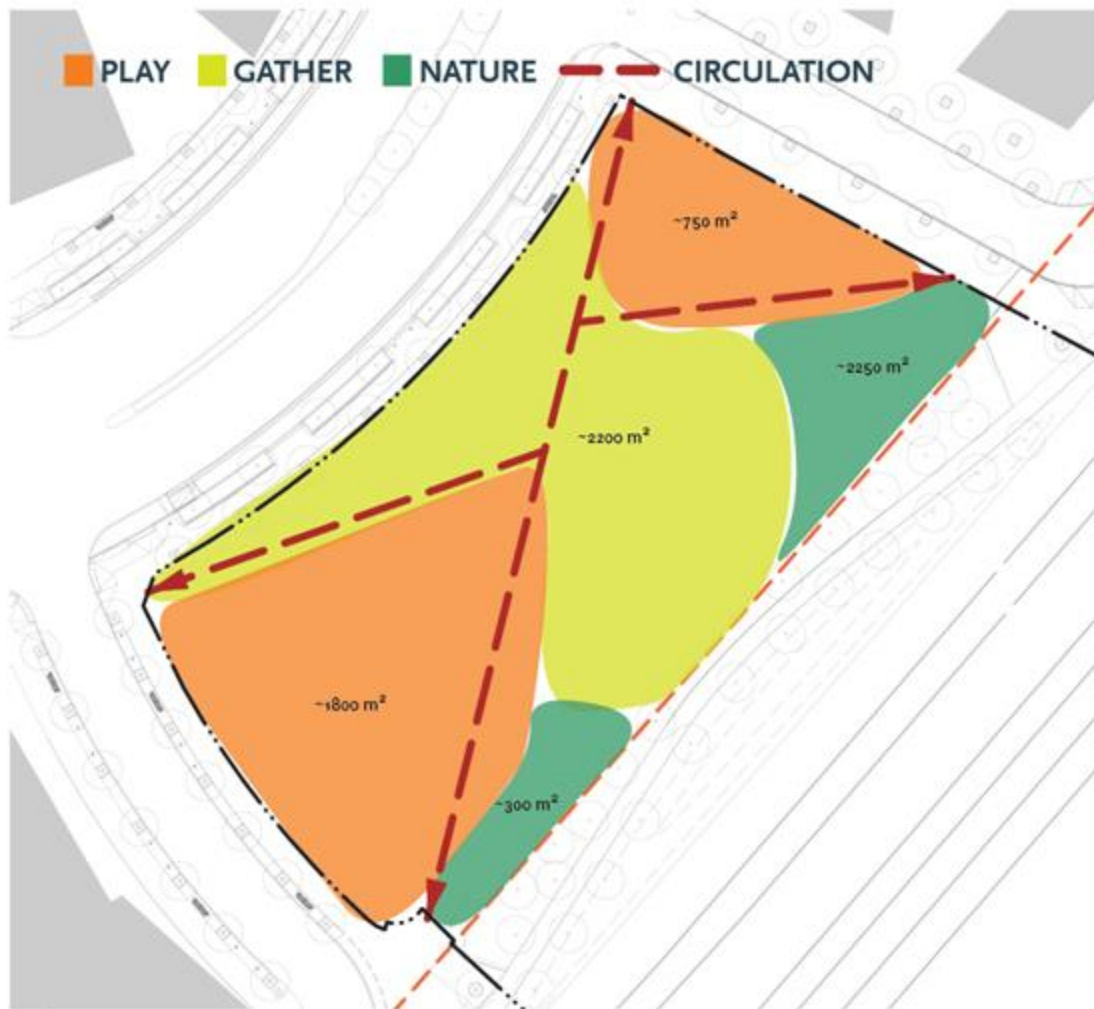 PLAY GATHER NATURE CIRCULATION
~750 m²
~2250 m²
~2200 m²
~1800 m²
~300 m²